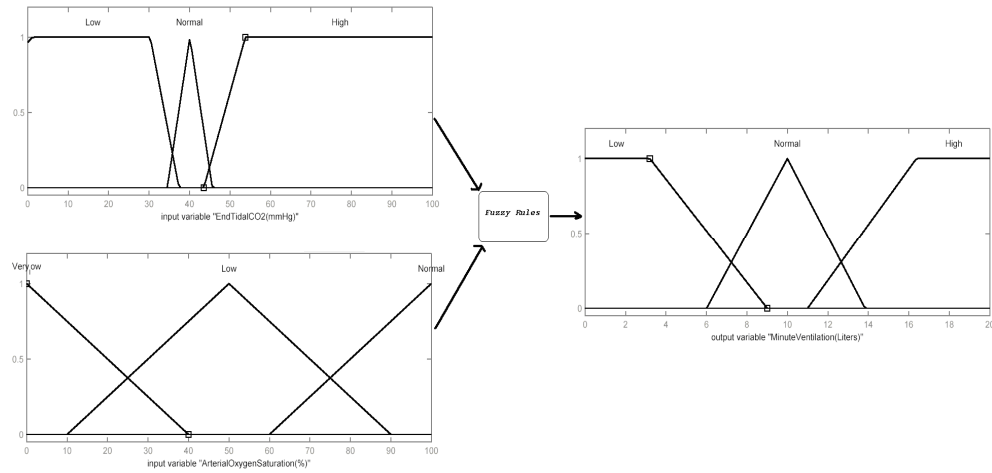 Low Normal High
1
0.5
0
0 10 20 30 40 50 60 70 80 90 100
input variable "EndTidalCO2(mmHg)"
Very ow Low Normal
1
0.5
0
0 10 20 30 40 50 60 70 80 90 100
input variable "ArterialOxygenSaturation(%)"
Fuzzy Rules
Low Normal High
1
0.5
0
0 2 4 6 8 10 12 14 16 18 20
output variable "MinuteVentilation(Liters)"